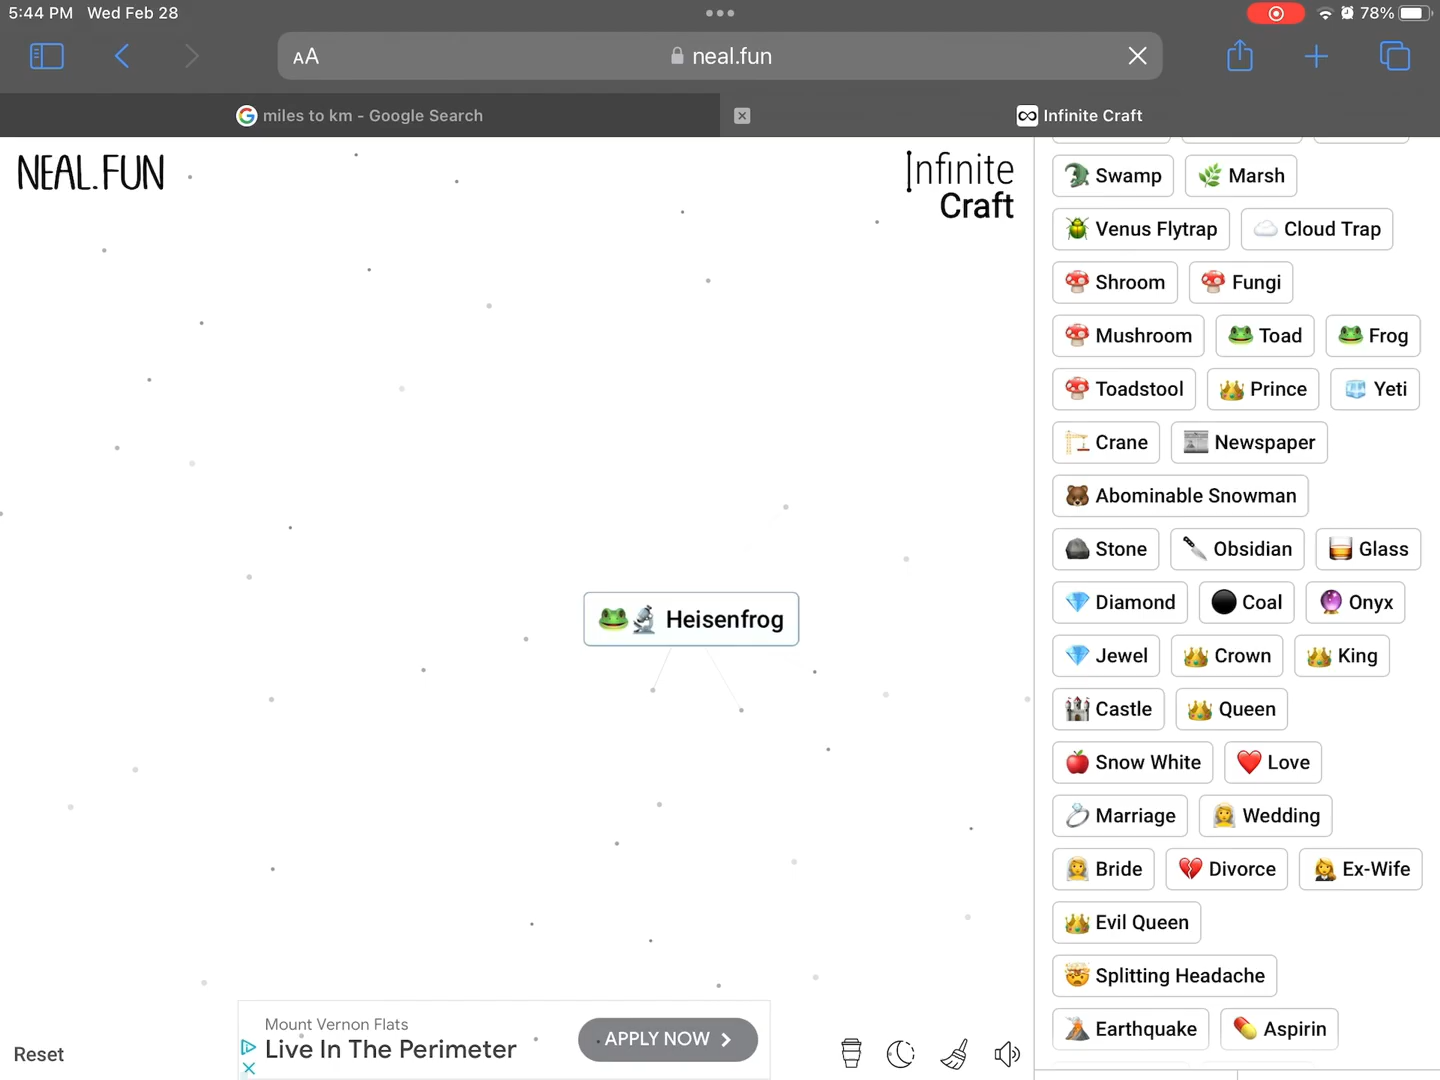 5:44 PM Wed Feb 28
78%
AA
neal.fun
miles to km - Google Search
Infinite Craft
NEAL.FUN
Infinite
Craft
Swamp
Marsh
Venus Flytrap
Cloud Trap
Shroom
Fungi
Mushroom
Toad
Frog
Toadstool
Prince
Yeti
Crane
Newspaper
Abominable Snowman
Stone
Obsidian
Glass
Diamond
Coal
Onyx
Jewel
Crown
King
Castle
Queen
Snow White
Love
Marriage
Wedding
Bride
Divorce
Ex-Wife
Evil Queen
Splitting Headache
Earthquake
Aspirin
Heisenfrog
Mount Vernon Flats
Live In The Perimeter
APPLY NOW
Reset